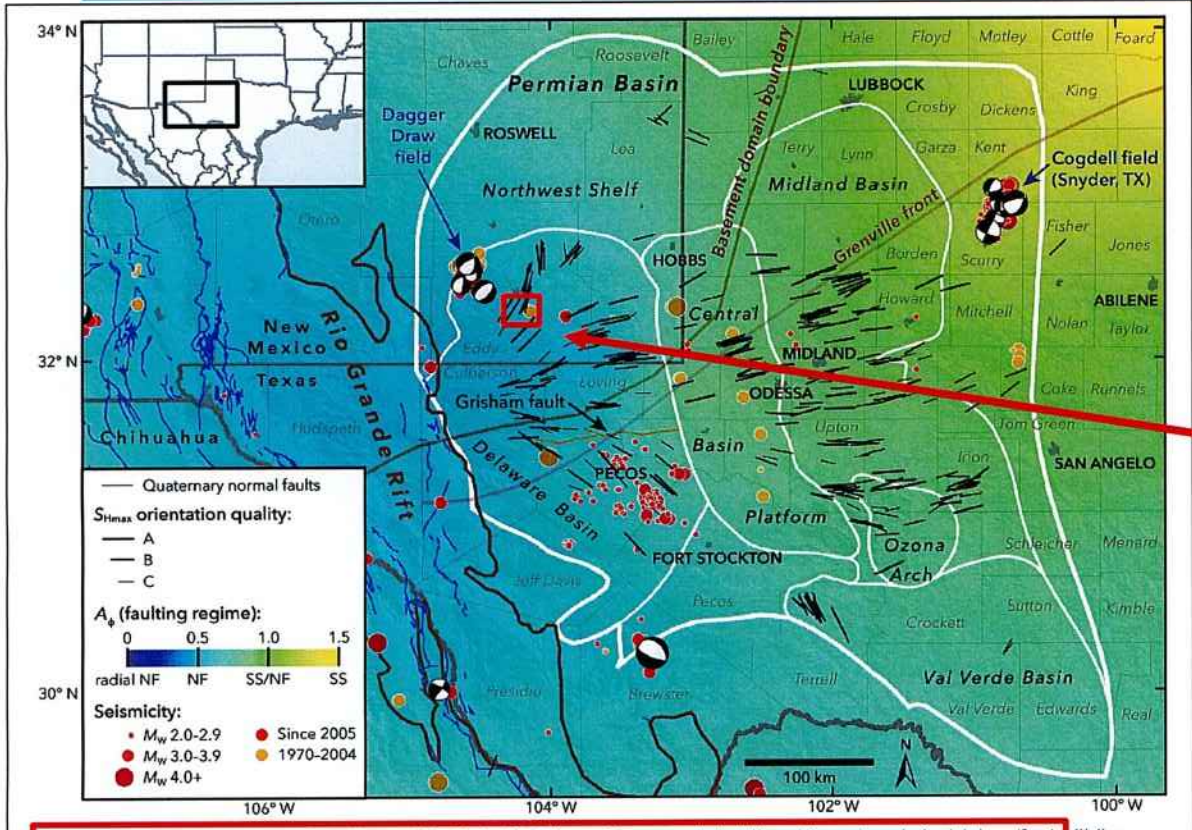 34° N
32° N
30° N
106° W
104° W
102° W
100° W
Chaves
Roosevelt
Bailey
Hale
Floyd
Motley
Cottle
Foard
Permian Basin
LUBBOCK
King
Crosby
Dickens
Dagger
Draw
field
ROSWELL
Basement domain boundary
Lea
Terry
Lynn
Garza
Kent
Cogdell field
(Snyder, TX)
Northwest Shelf
Midland Basin
Otero
Grenville front
Fisher
Jones
HOBBS
Borden
Scurry
ABILENE
Central
Howard
Mitchell
Nolan
Taylor
New
Mexico
Texas
Rio Grande Rift
Eddy
Culberson
Loving
MIDLAND
ODESSA
Coke
Runnels
Grisham fault
Chihuahua
Hudspeth
Upton
Tom Green
Irion
SAN ANGELO
Delaware Basin
PECOS
Basin
Platform
FORT STOCKTON
Ozona
Arch
Schleicher
Menard
Jeff Davis
Pecos
Crockett
Sutton
Kimble
Val Verde Basin
Presidio
Brewster
Terrell
Val Verde
Edwards
Real
N
100 km
Quaternary normal faults
SHmax orientation quality:
A
B
C
Aϕ (faulting regime):
0 0.5 1.0 1.5
radial NF NF SS/NF SS
Seismicity:
Mw 2.0-2.9
Mw 3.0-3.9
Mw 4.0+
Since 2005
1970-2004